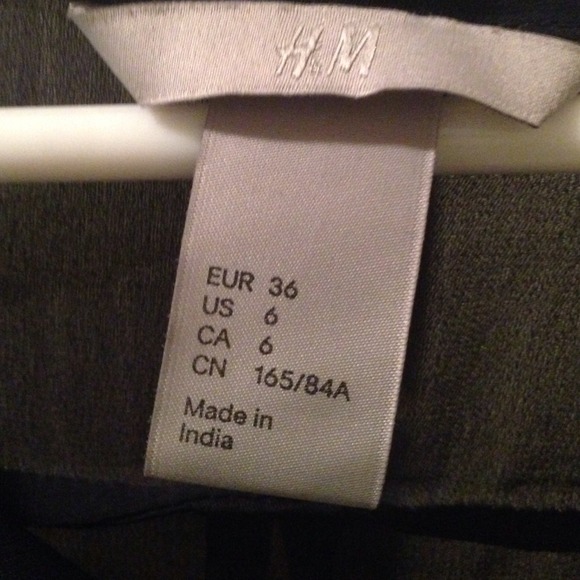 H&M
EUR 36
US 6
CA 6
CN 165/84A
Made in
India